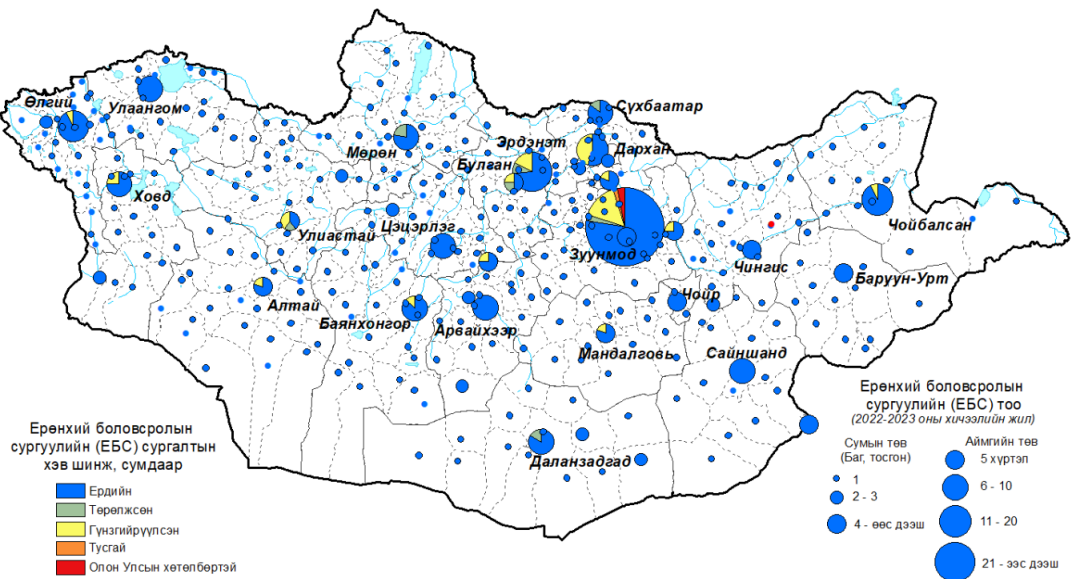 Өлгий
Улаангом
Сүхбаатар
Мөрөн
Эрдэнэт
Дархан
Булган
Ховд
Улиастай
Цэцэрлэг
Чойбалсан
Зуунмод
Чингис
Баруун-Урт
Алтай
Чойр
Баянхонгор
Арвайхээр
Мандалговь
Сайншанд
Даланзадгад
Ерөнхий боловсролын
сургуулийн (ЕБС) сургалтын
хэв шинж, сумдаар
Ердийн
Төрөлжсөн
Гүнзгийрүүлсэн
Тусгай
Олон Улсын хөтөлбөртэй
Ерөнхий боловсролын
сургуулийн (ЕБС) тоо
(2022-2023 оны хичээлийн жил)
Сумын төв
(Баг, тосгон)
1
2 - 3
4 - өөс дээш
Аймгийн төв
5 хүртэл
6 - 10
11 - 20
21 - ээс дээш